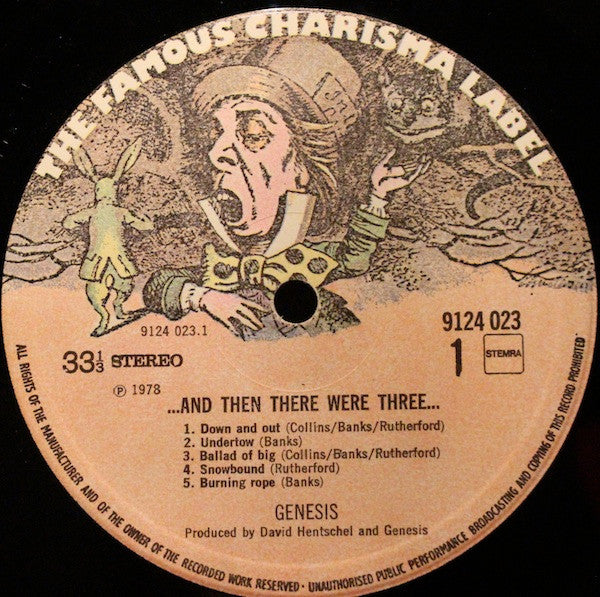 THE FAMOUS CHARISMA LABEL
9124 023.1
33⅓ STEREO
Ⓟ 1978
9124 023
1
STEMRA
...AND THEN THERE WERE THREE...
1. Down and out (Collins/Banks/Rutherford)
2. Undertow (Banks)
3. Ballad of big (Collins/Banks/Rutherford)
4. Snowbound (Rutherford)
5. Burning rope (Banks)
GENESIS
Produced by David Hentschel and Genesis
ALL RIGHTS OF THE MANUFACTURER AND OF THE OWNER OF THE RECORDED WORK RESERVED · UNAUTHORISED PUBLIC PERFORMANCE BROADCASTING AND COPYING OF THIS RECORD PROHIBITED